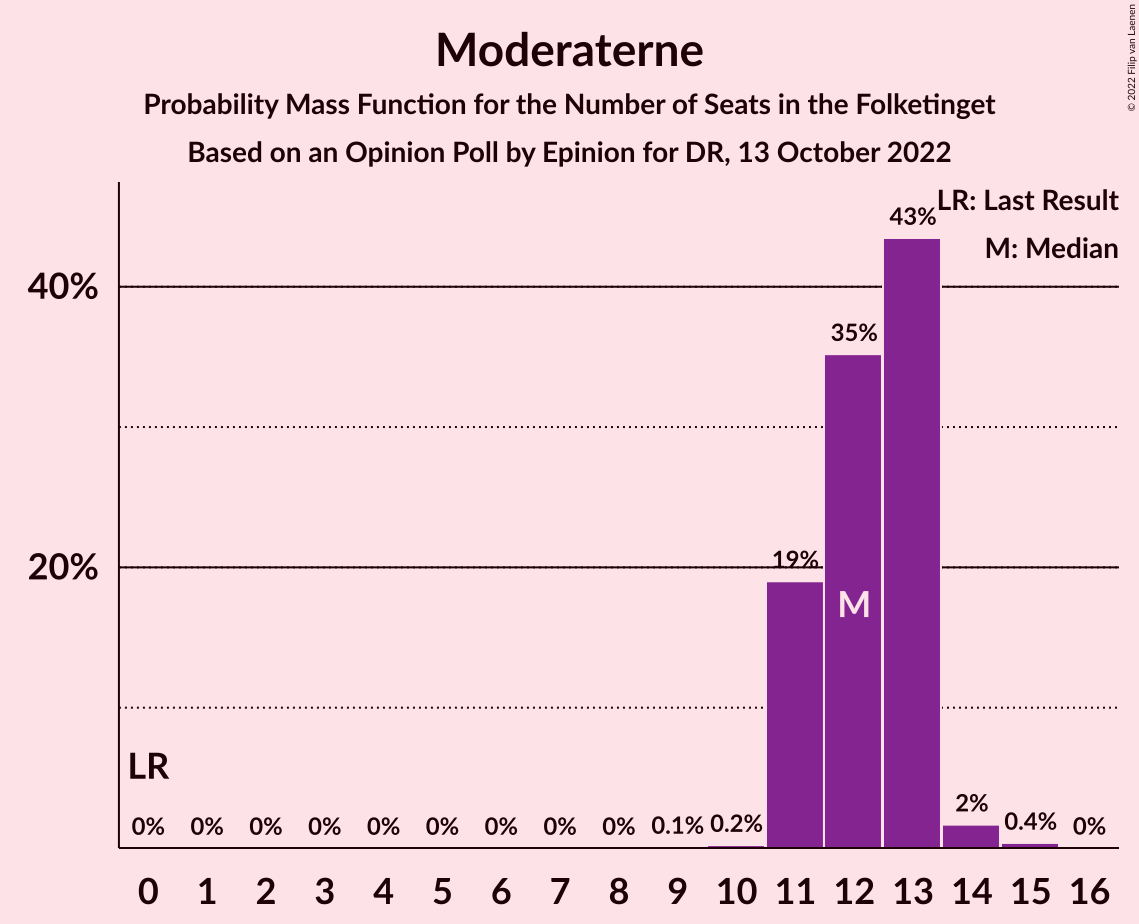 Moderaterne
Probability Mass Function for the Number of Seats in the Folketinget
Based on an Opinion Poll by Epinion for DR, 13 October 2022
© 2022 Filip van Laenen
LR: Last Result
M: Median
40%
20%
LR
M
0% 0% 0% 0% 0% 0% 0% 0% 0% 0.1% 0.2% 19% 35% 43% 2% 0.4% 0%
0 1 2 3 4 5 6 7 8 9 10 11 12 13 14 15 16